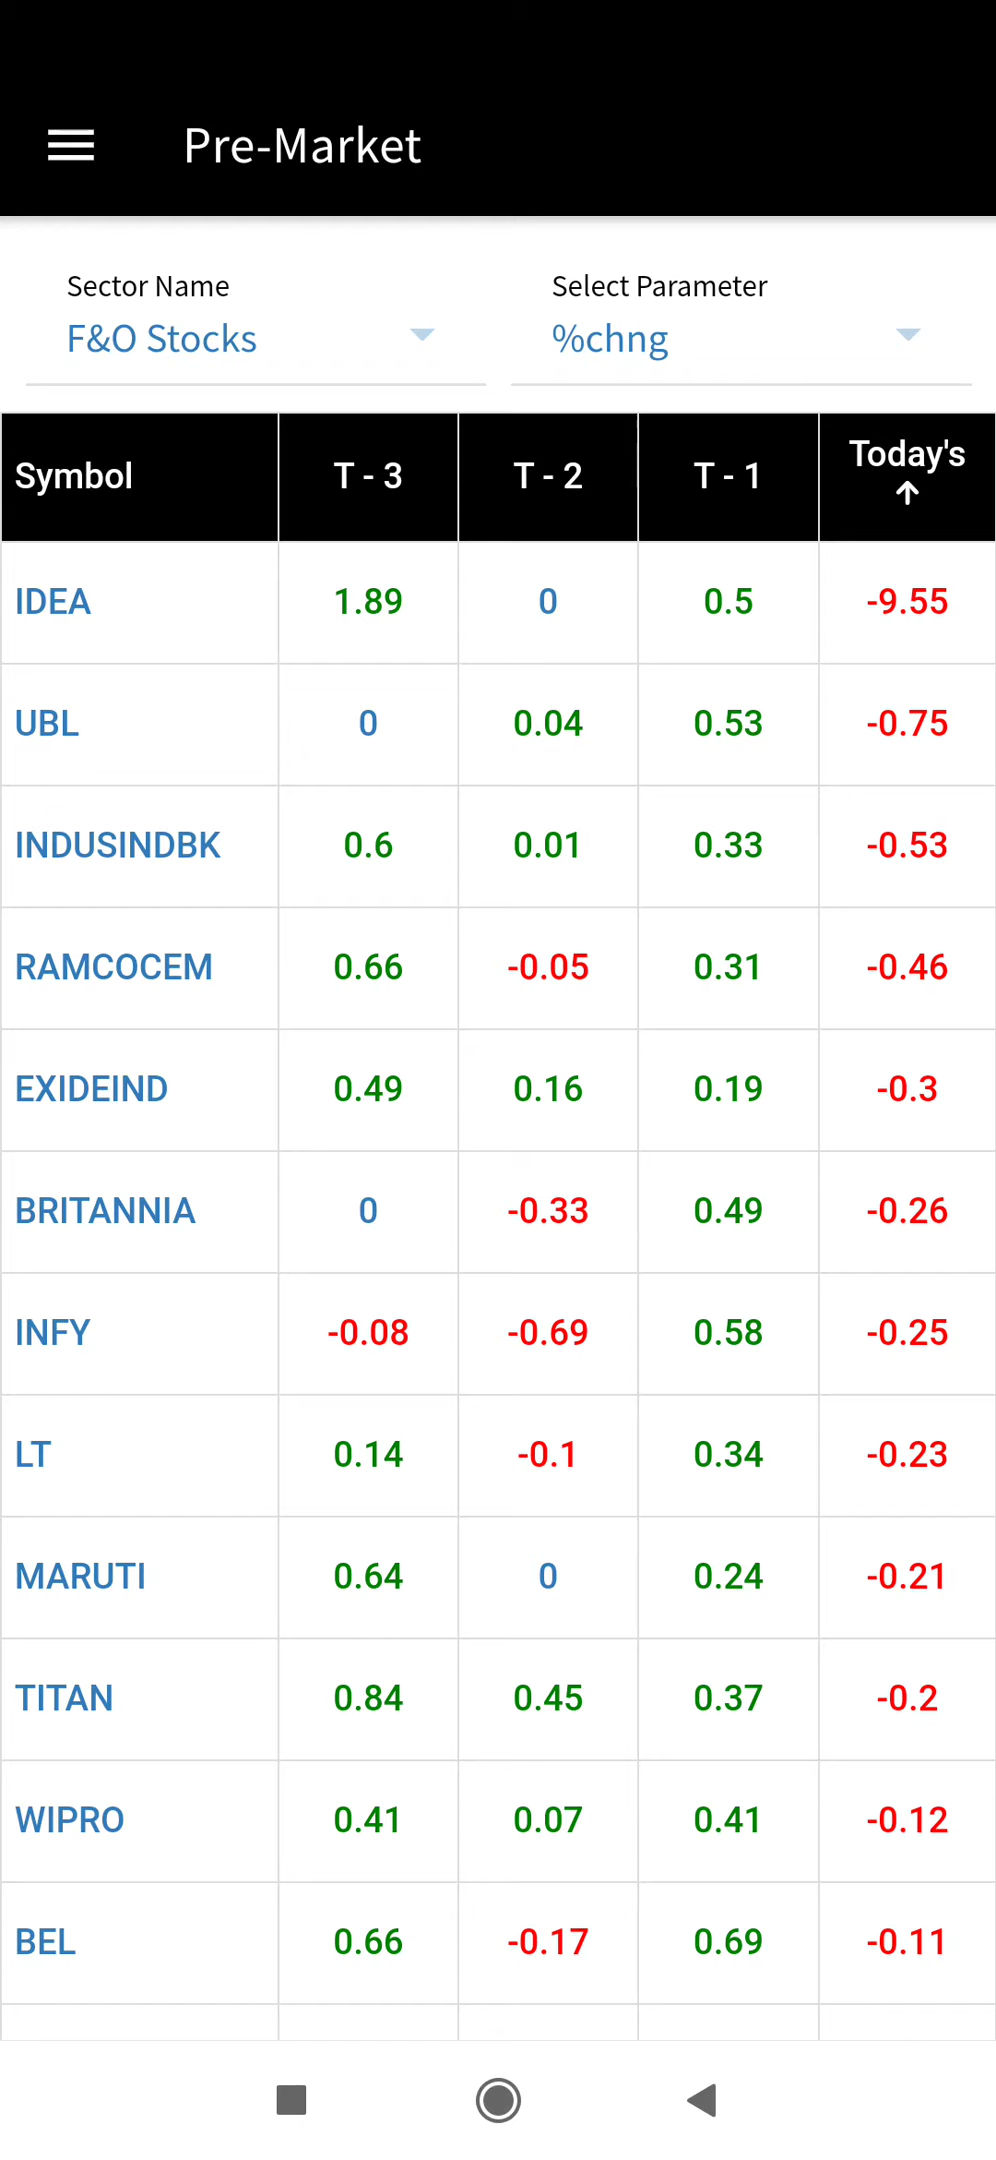 Pre-Market
Sector Name Select Parameter
F&O Stocks %chng
Symbol T - 3 T - 2 T - 1 Today's ↑
IDEA 1.89 0 0.5 -9.55
UBL 0 0.04 0.53 -0.75
INDUSINDBK 0.6 0.01 0.33 -0.53
RAMCOCEM 0.66 -0.05 0.31 -0.46
EXIDEIND 0.49 0.16 0.19 -0.3
BRITANNIA 0 -0.33 0.49 -0.26
INFY -0.08 -0.69 0.58 -0.25
LT 0.14 -0.1 0.34 -0.23
MARUTI 0.64 0 0.24 -0.21
TITAN 0.84 0.45 0.37 -0.2
WIPRO 0.41 0.07 0.41 -0.12
BEL 0.66 -0.17 0.69 -0.11